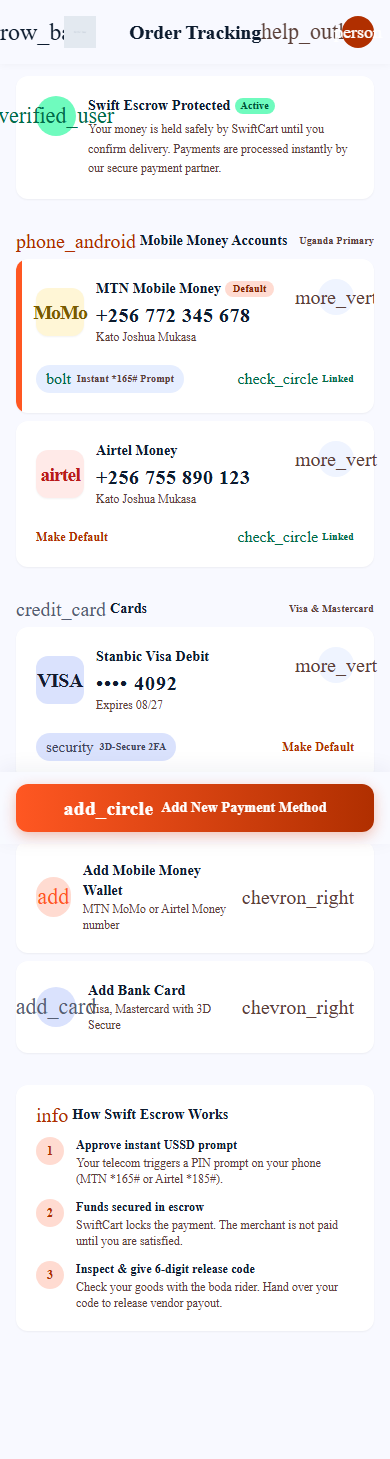 row_ba Order Tracking help_out person
verified_user Swift Escrow Protected Active
Your money is held safely by SwiftCart until you
confirm delivery. Payments are processed instantly by
our secure payment partner.
phone_android Mobile Money Accounts Uganda Primary
MTN Mobile Money Default more_vert
MoMo +256 772 345 678
Kato Joshua Mukasa
bolt Instant *165# Prompt check_circle Linked
Airtel Money more_vert
airtel +256 755 890 123
Kato Joshua Mukasa
Make Default check_circle Linked
credit_card Cards Visa & Mastercard
Stanbic Visa Debit more_vert
VISA •••• 4092
Expires 08/27
security 3D-Secure 2FA Make Default
add_circle Add New Payment Method
Add Mobile Money
Wallet
add MTN MoMo or Airtel Money chevron_right
number
Add Bank Card
add_card Visa, Mastercard with 3D chevron_right
Secure
info How Swift Escrow Works
1 Approve instant USSD prompt
Your telecom triggers a PIN prompt on your phone
(MTN *165# or Airtel *185#).
2 Funds secured in escrow
SwiftCart locks the payment. The merchant is not paid
until you are satisfied.
3 Inspect & give 6-digit release code
Check your goods with the boda rider. Hand over your
code to release vendor payout.